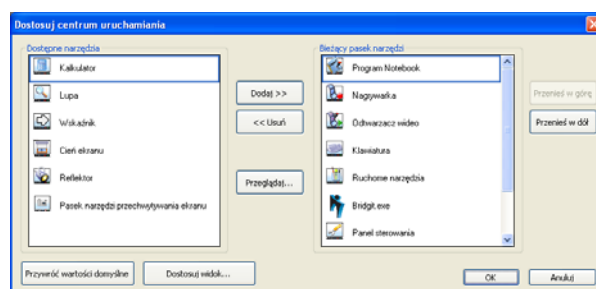 Dostosuj centrum uruchamiania
Dostępne narzędzia
Kalkulator
Lupa
Wskaźnik
Cień ekranu
Reflektor
Pasek narzędzi przechwytywania ekranu
Dodaj >>
<< Usuń
Przeglądaj...
Bieżący pasek narzędzi
Program Notebook
Nagrywarka
Odtwarzacz wideo
Klawiatura
Ruchome narzędzia
Bridgit.exe
Panel sterowania
Przenieś w górę
Przenieś w dół
Przywróć wartości domyślne
Dostosuj widok...
OK
Anuluj